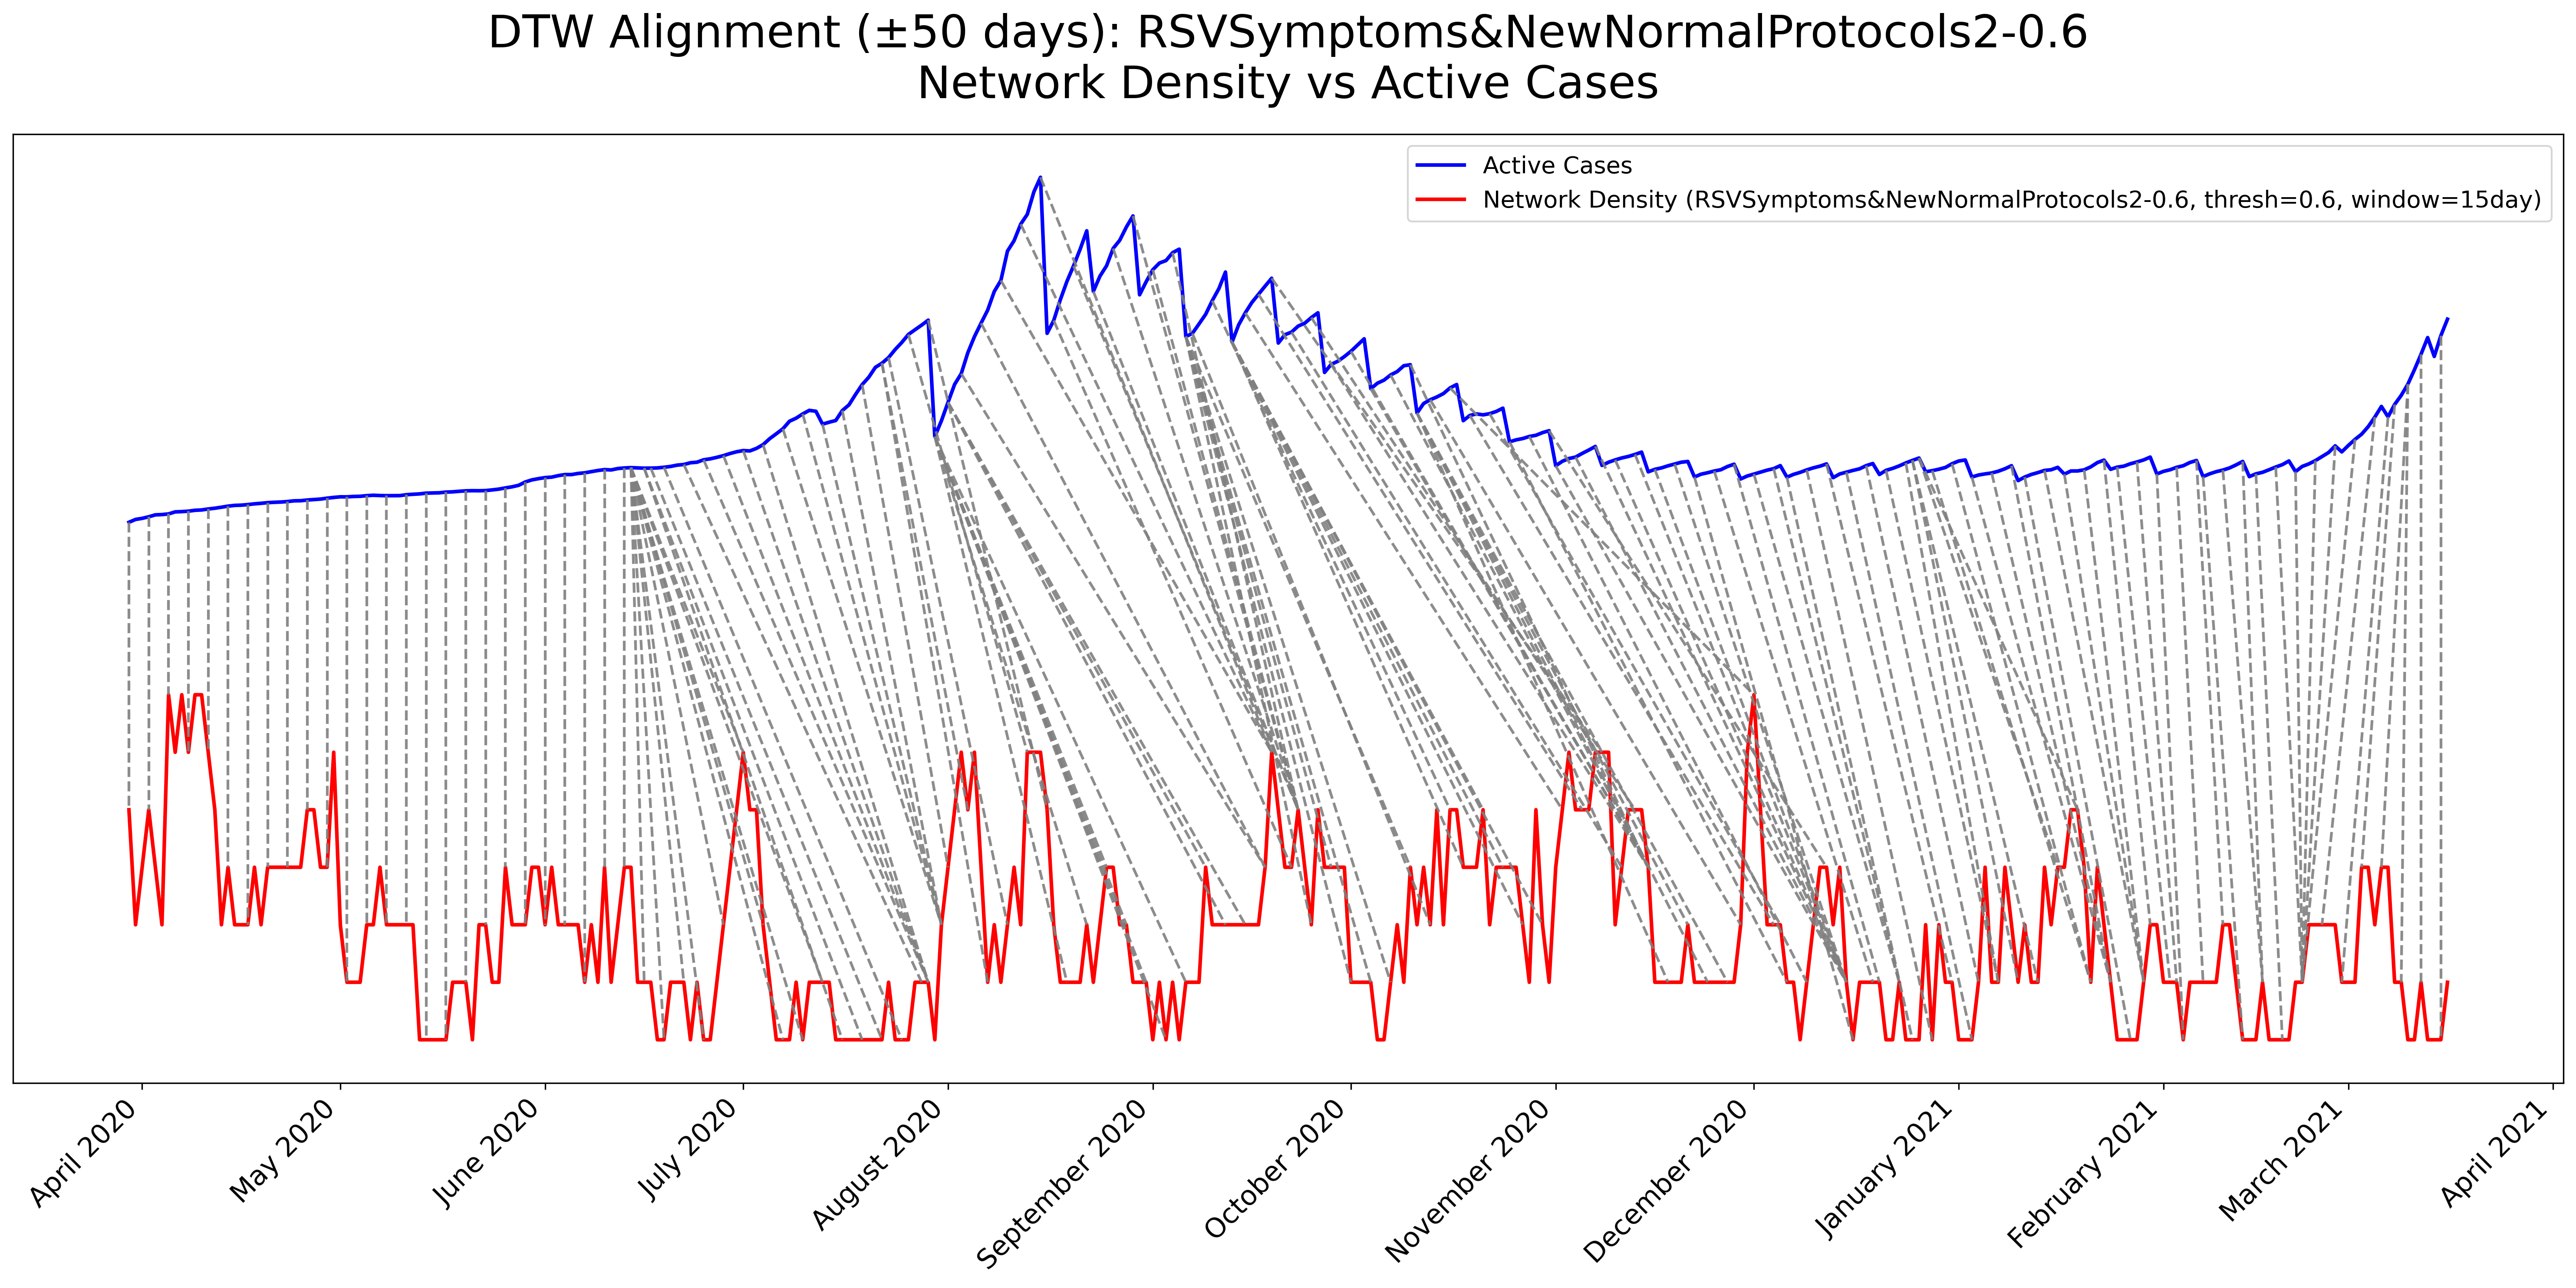 DTW Alignment (±50 days): RSVSymptoms&NewNormalProtocols2-0.6
Network Density vs Active Cases
Active Cases
Network Density (RSVSymptoms&NewNormalProtocols2-0.6, thresh=0.6, window=15day)
April 2020
May 2020
June 2020
July 2020
August 2020
September 2020
October 2020
November 2020
December 2020
January 2021
February 2021
March 2021
April 2021